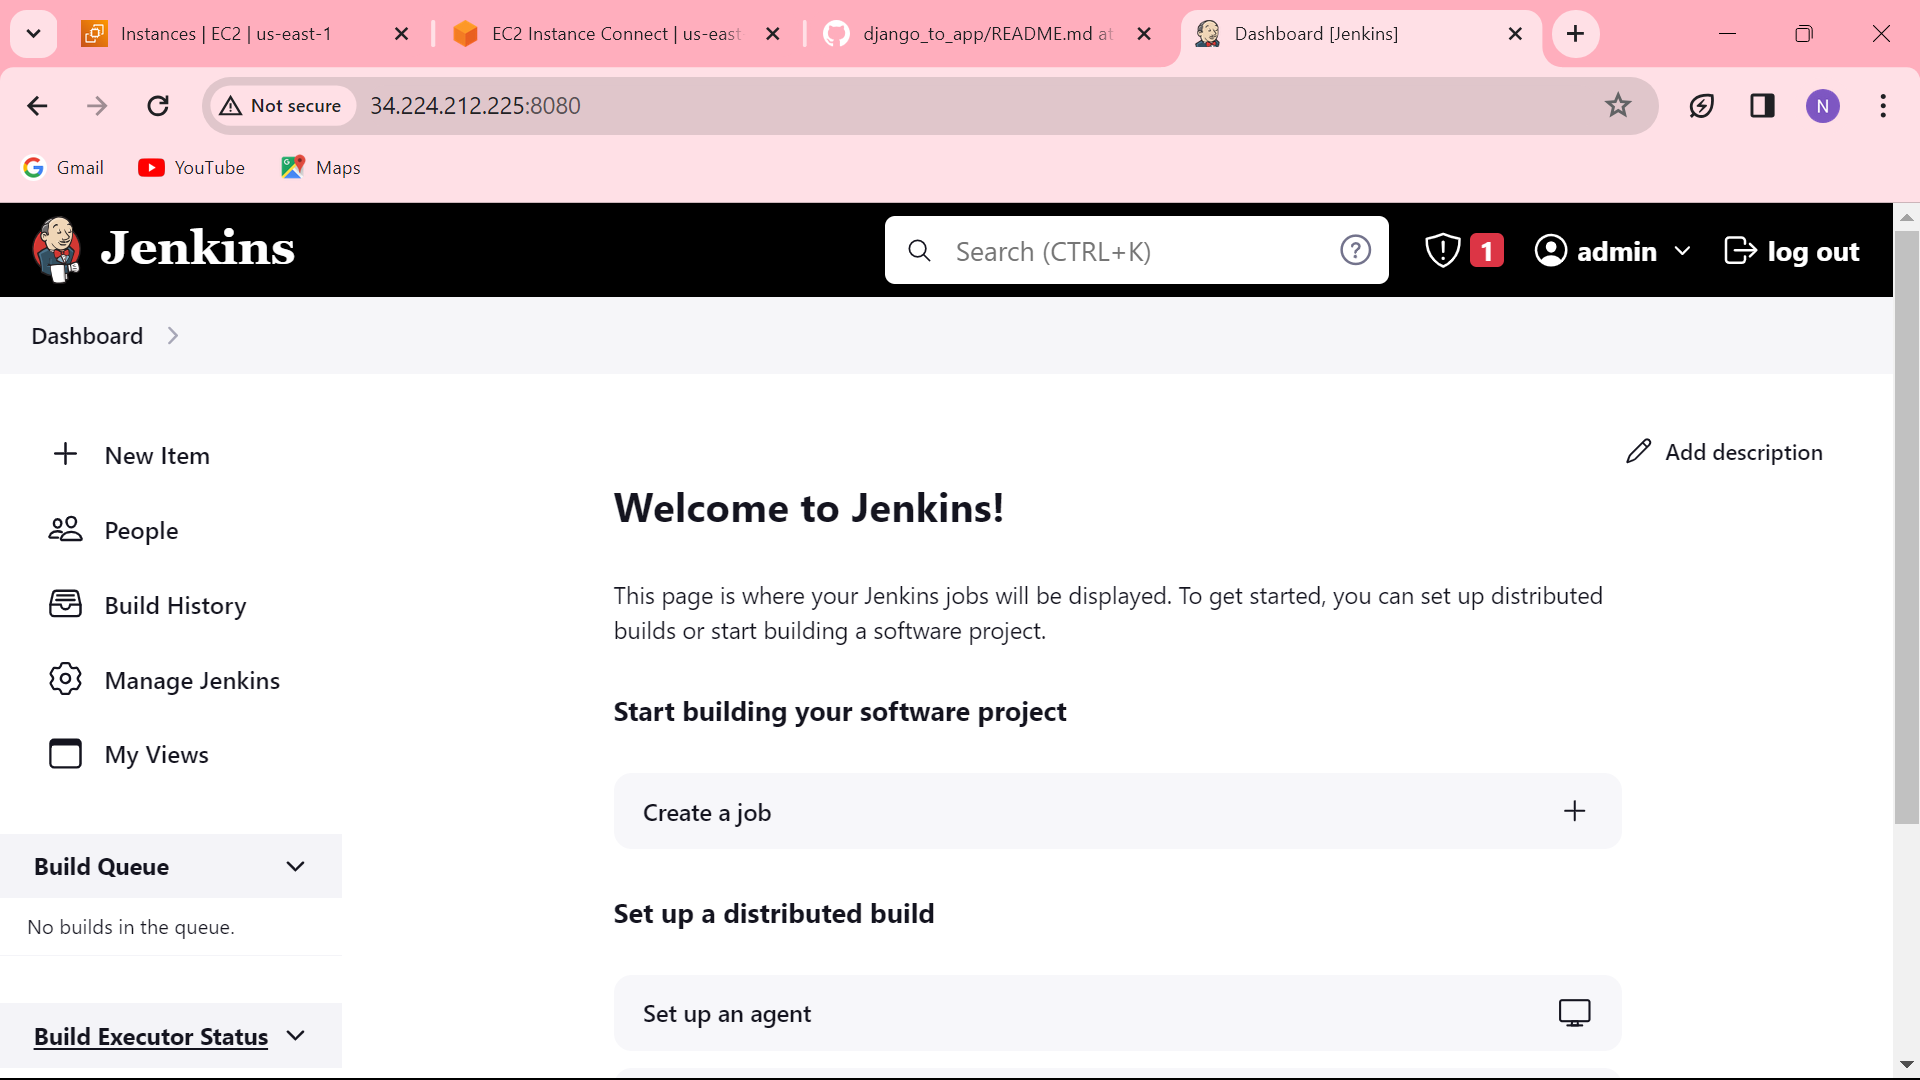 Instances | EC2 | us-east-1
EC2 Instance Connect | us-east
django_to_app/README.md at
Dashboard [Jenkins]
Not secure
34.224.212.225:8080
N
Gmail
YouTube
Maps
Jenkins
Search (CTRL+K)
1
admin
log out
Dashboard
New Item
People
Build History
Manage Jenkins
My Views
Build Queue
No builds in the queue.
Build Executor Status
Add description
Welcome to Jenkins!
This page is where your Jenkins jobs will be displayed. To get started, you can set up distributed
builds or start building a software project.
Start building your software project
Create a job
Set up a distributed build
Set up an agent